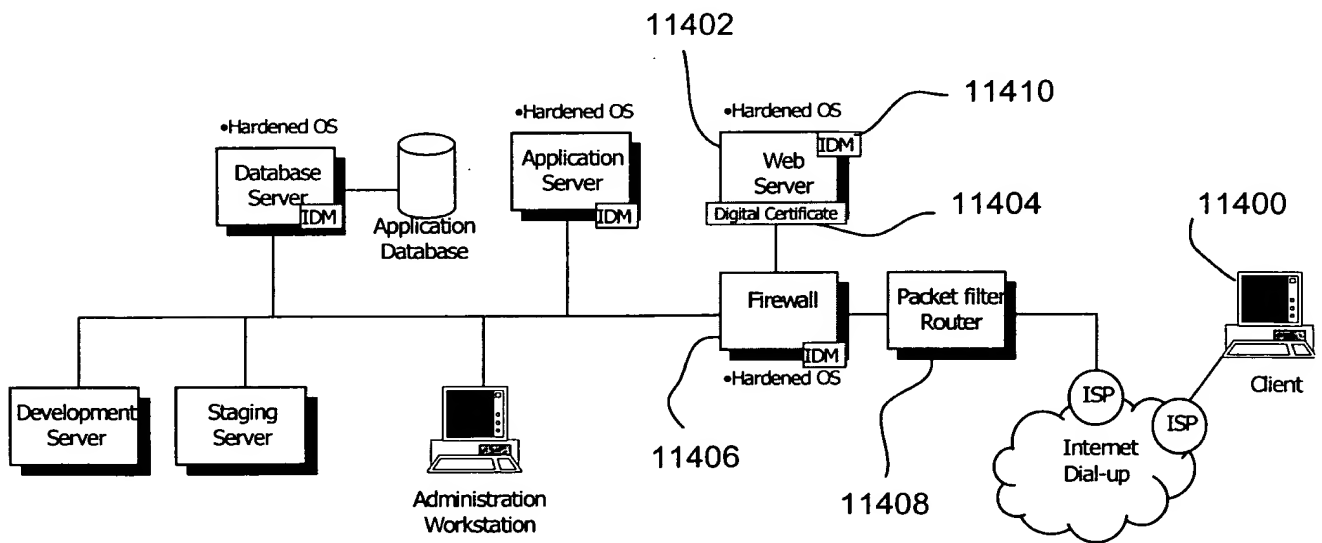 11402
•Hardened OS
•Hardened OS
•Hardened OS
11410
IDM
Database
Server
IDM
Application
Database
Application
Server
IDM
Web
Server
Digital Certificate
11404
11400
Firewall
IDM
•Hardened OS
Packet filter
Router
Client
ISP
ISP
Internet
Dial-up
Development
Server
Staging
Server
Administration
Workstation
11406
11408